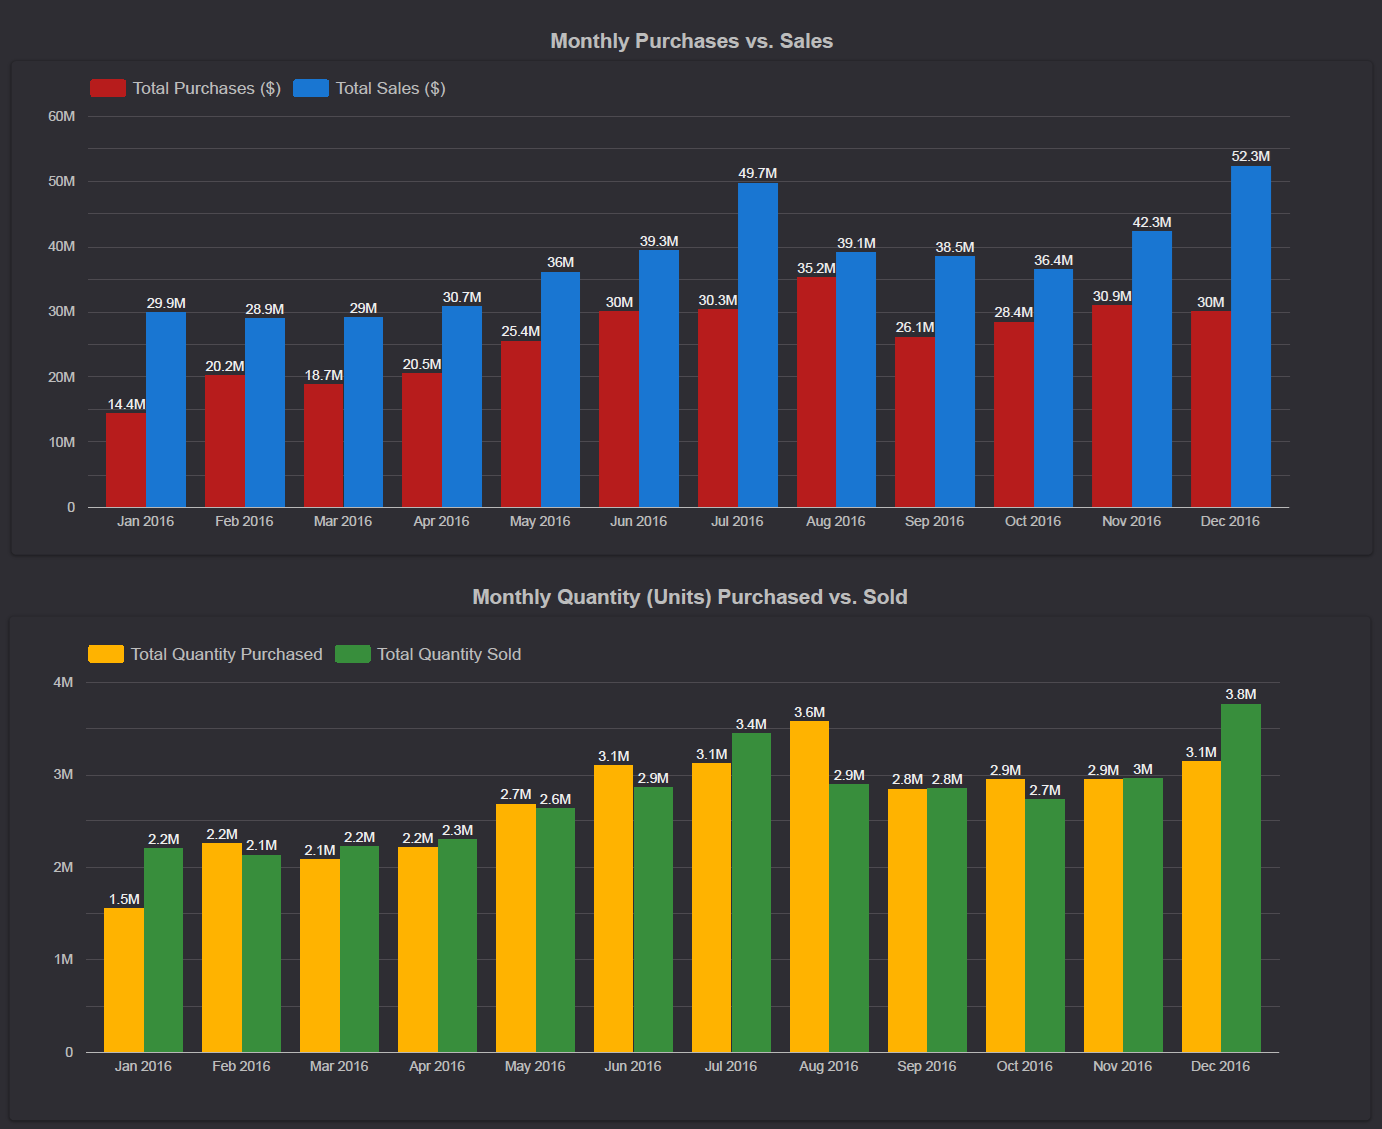 Monthly Purchases vs. Sales
Total Purchases ($) Total Sales ($)
60M
50M
40M
30M
20M
10M
0
14.4M 29.9M 20.2M 28.9M 18.7M 29M 20.5M 30.7M 25.4M 36M 30M 39.3M 30.3M 49.7M 35.2M 39.1M 26.1M 38.5M 28.4M 36.4M 30.9M 42.3M 30M 52.3M
Jan 2016 Feb 2016 Mar 2016 Apr 2016 May 2016 Jun 2016 Jul 2016 Aug 2016 Sep 2016 Oct 2016 Nov 2016 Dec 2016
Monthly Quantity (Units) Purchased vs. Sold
Total Quantity Purchased Total Quantity Sold
4M
3M
2M
1M
0
1.5M 2.2M 2.2M 2.1M 2.1M 2.2M 2.2M 2.3M 2.7M 2.6M 3.1M 2.9M 3.1M 3.4M 3.6M 2.9M 2.8M 2.8M 2.9M 2.7M 2.9M 3M 3.1M 3.8M
Jan 2016 Feb 2016 Mar 2016 Apr 2016 May 2016 Jun 2016 Jul 2016 Aug 2016 Sep 2016 Oct 2016 Nov 2016 Dec 2016